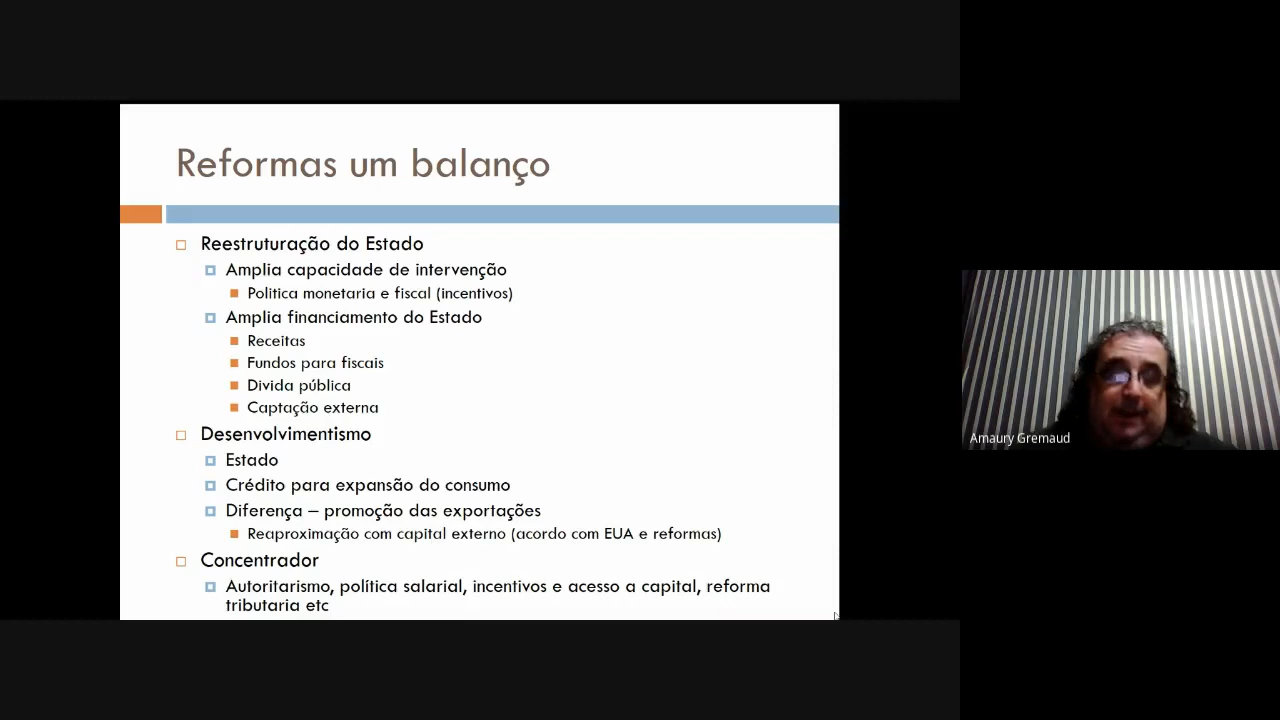 Reformas um balanço
Reestruturação do Estado
Amplia capacidade de intervenção
Politica monetaria e fiscal (incentivos)
Amplia financiamento do Estado
Receitas
Fundos para fiscais
Divida pública
Captação externa
Desenvolvimentismo
Estado
Crédito para expansão do consumo
Diferença – promoção das exportações
Reaproximação com capital externo (acordo com EUA e reformas)
Concentrador
Autoritarismo, política salarial, incentivos e acesso a capital, reforma
tributaria etc
Amaury Gremaud